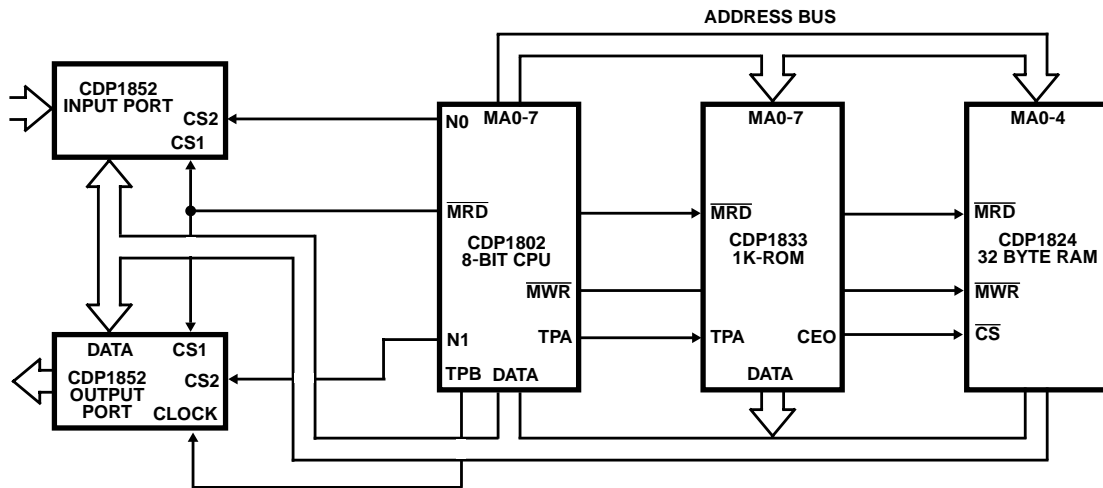 ADDRESS BUS
CDP1852
INPUT PORT
CS2
CS1
N0
MA0-7
MRD
CDP1802
8-BIT CPU
MWR
N1
TPA
TPB DATA
MA0-7
MRD
CDP1833
1K-ROM
TPA
CEO
DATA
MA0-4
MRD
CDP1824
32 BYTE RAM
MWR
CS
DATA
CS1
CDP1852
OUTPUT
PORT
CS2
CLOCK